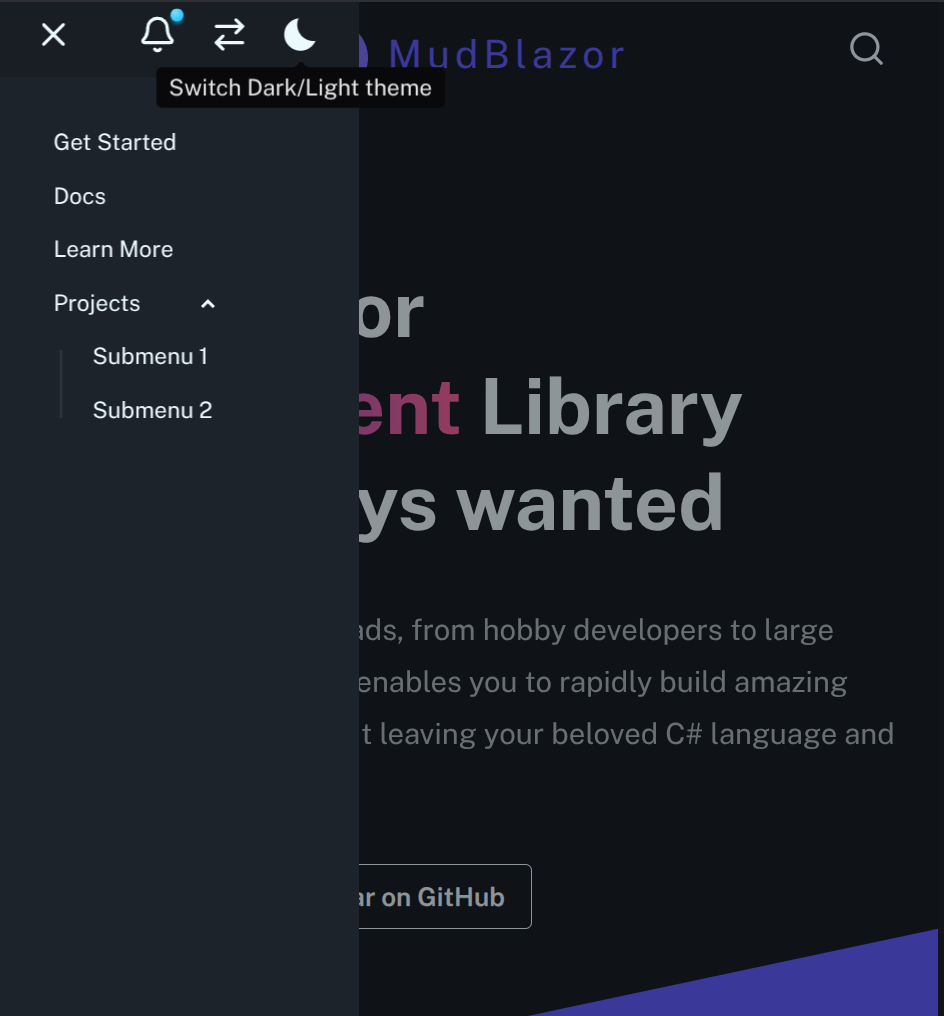 MudBlazor
Switch Dark/Light theme
Get Started
Docs
Learn More
Projects
Submenu 1
Submenu 2
or
ent Library
ys wanted
ads, from hobby developers to large
enables you to rapidly build amazing
t leaving your beloved C# language and
ar on GitHub